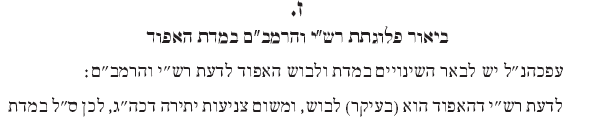 ז.
ביאור פלוגתת רש"י והרמב"ם במדת האפוד
עפכהנ"ל יש לבאר השינויים במדת ולבוש האפוד לדעת רש"י והרמב"ם:
לדעת רש"י דהאפוד הוא (בעיקר) לבוש, ומשום צניעות יתירה דכה"ג, לכן ס"ל במדת